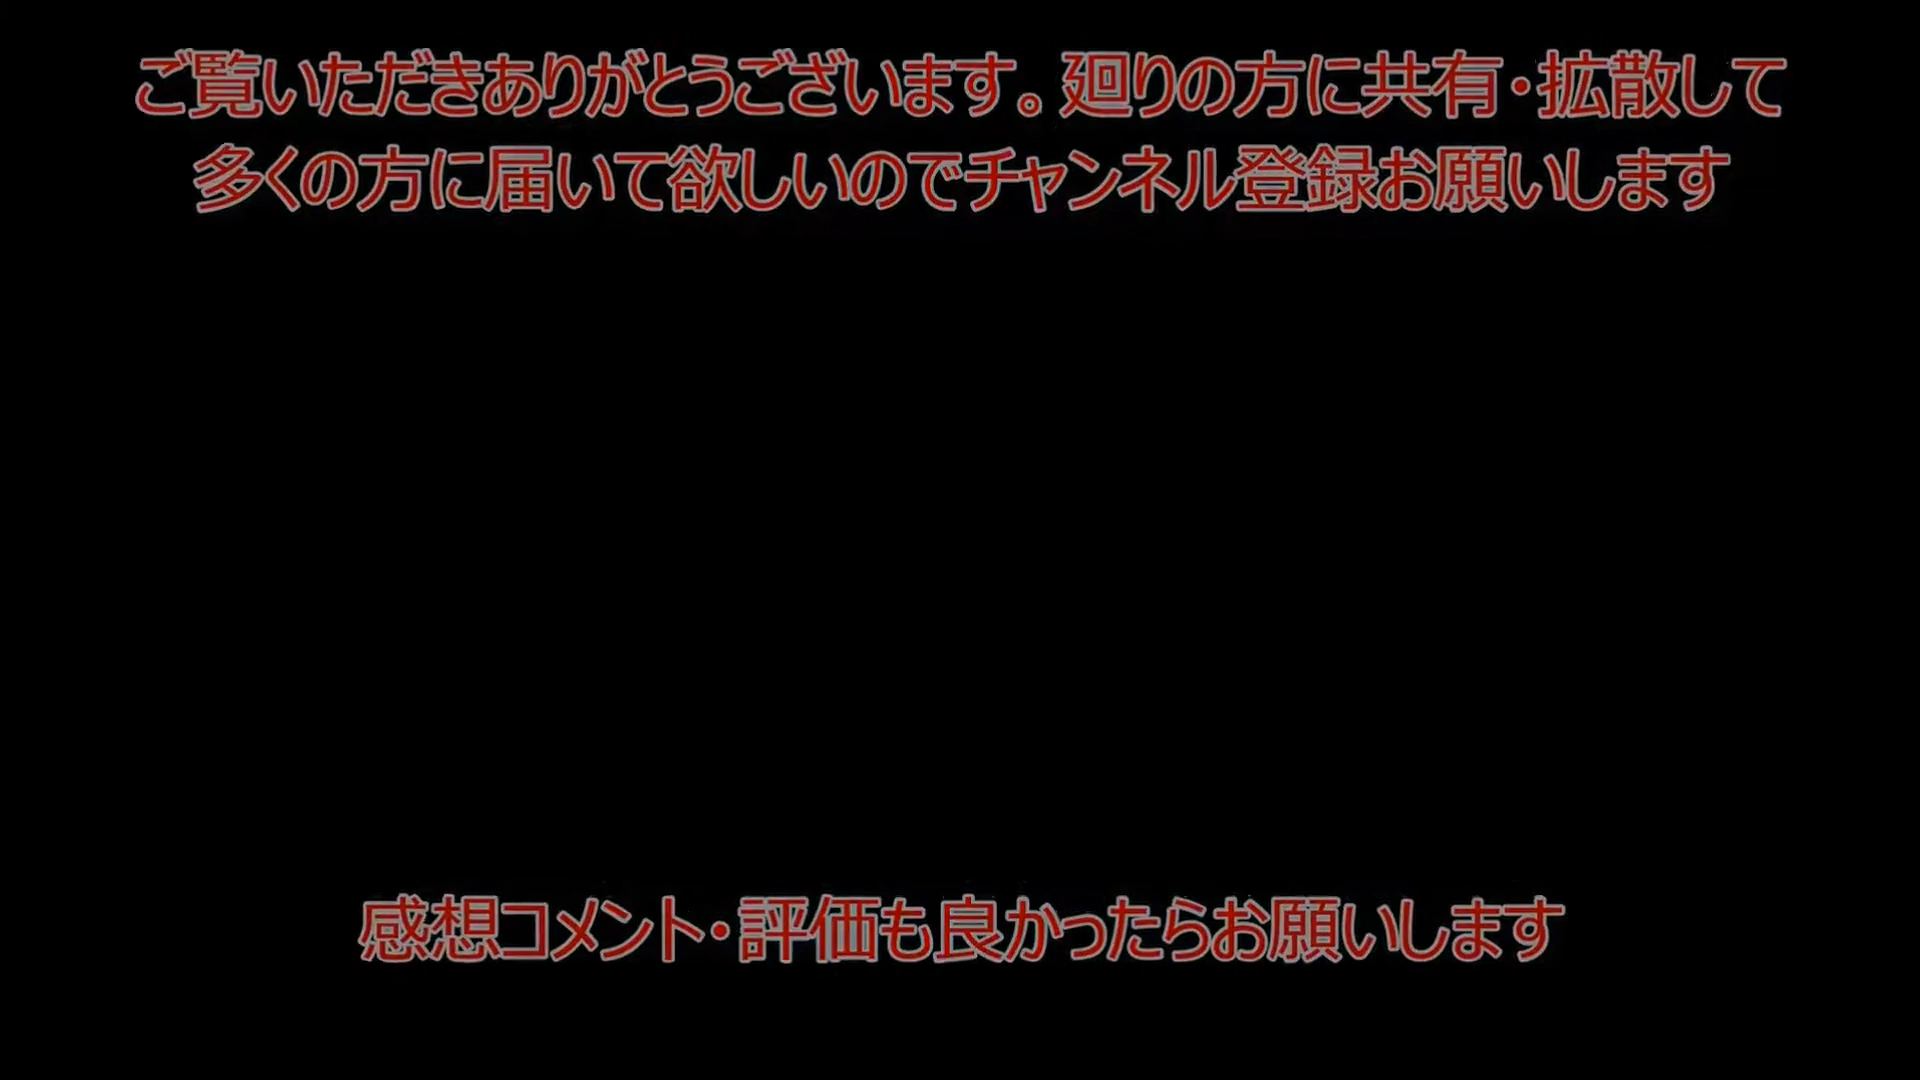 ご覧いただきありがとうございます。廻りの方に共有・拡散して
多くの方に届いて欲しいのでチャンネル登録お願いします
感想コメント・評価も良かったらお願いします